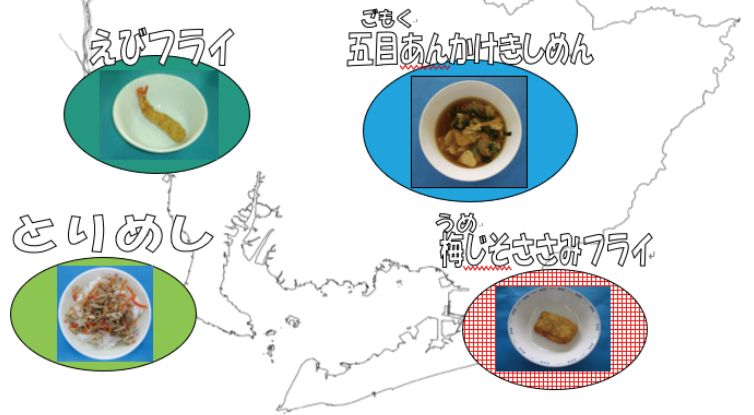 えびフライ
ごもく
五目あんかけきしめん
とりめし
うめ
梅じそささみフライ